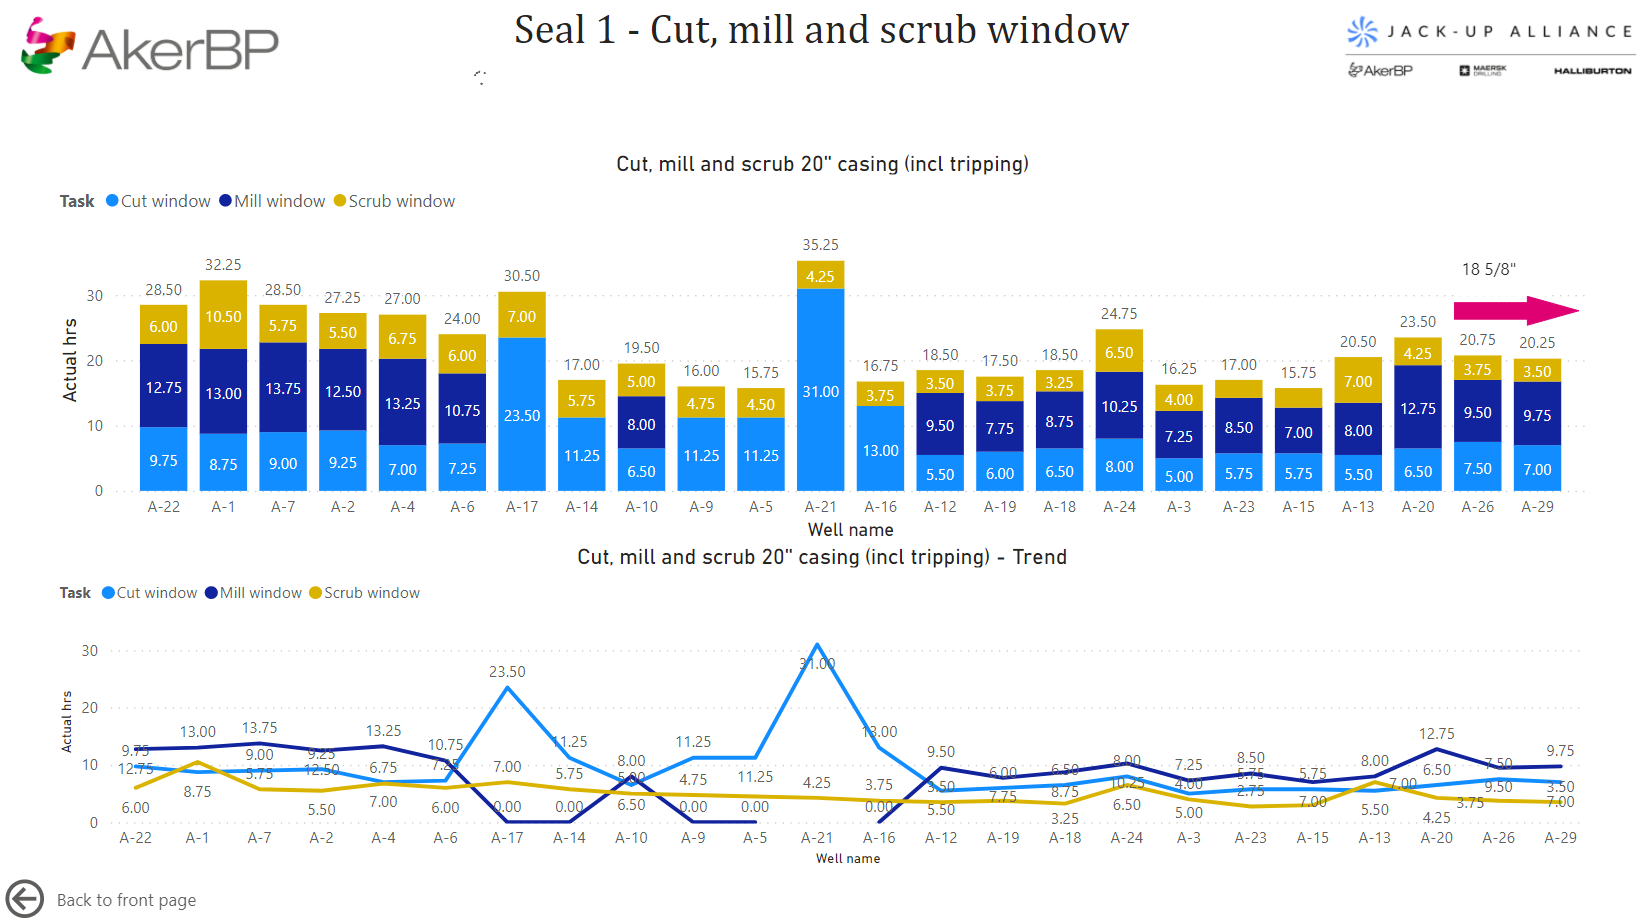 AkerBP
Seal 1 - Cut, mill and scrub window
JACK-UP ALLIANCE
AkerBP MAERSK DRILLING HALLIBURTON
Cut, mill and scrub 20" casing (incl tripping)
Task Cut window Mill window Scrub window
Actual hrs
30
20
10
0
28.50 32.25 28.50 27.25 27.00 24.00 30.50 17.00 19.50 16.00 15.75 35.25 16.75 18.50 17.50 18.50 24.75 16.25 17.00 15.75 20.50 23.50 20.75 20.25
18 5/8"
6.00 10.50 5.75 5.50 6.75 6.00 7.00 5.75 5.00 4.75 4.50 4.25 3.75 3.50 3.75 3.25 6.50 4.00 7.00 4.25 3.75 3.50
12.75 13.00 13.75 12.50 13.25 10.75 8.00 9.50 7.75 8.75 10.25 7.25 8.50 7.00 8.00 12.75 9.50 9.75
9.75 8.75 9.00 9.25 7.00 7.25 23.50 11.25 6.50 11.25 11.25 31.00 13.00 5.50 6.00 6.50 8.00 5.00 5.75 5.75 5.50 6.50 7.50 7.00
A-22 A-1 A-7 A-2 A-4 A-6 A-17 A-14 A-10 A-9 A-5 A-21 A-16 A-12 A-19 A-18 A-24 A-3 A-23 A-15 A-13 A-20 A-26 A-29
Well name
Cut, mill and scrub 20" casing (incl tripping) - Trend
Task Cut window Mill window Scrub window
Actual hrs
30
20
10
0
9.75 13.00 13.75 9.25 13.25 10.75 23.50 11.25 8.00 11.25 11.25 31.00 13.00 9.50 6.00 6.50 8.00 7.25 8.50 5.75 8.00 12.75 7.50 9.75
12.75 9.00 12.50 6.75 7.25 7.00 5.75 5.00 4.75 4.25 3.75 3.50 7.75 8.75 10.25 4.00 5.75 7.00 7.00 6.50 9.50 3.50
6.00 8.75 5.75 5.50 7.00 6.00 0.00 0.00 6.50 0.00 0.00 0.00 5.50 3.25 6.50 5.00 2.75 5.50 4.25 3.75 7.00
A-22 A-1 A-7 A-2 A-4 A-6 A-17 A-14 A-10 A-9 A-5 A-21 A-16 A-12 A-19 A-18 A-24 A-3 A-23 A-15 A-13 A-20 A-26 A-29
Well name
Back to front page